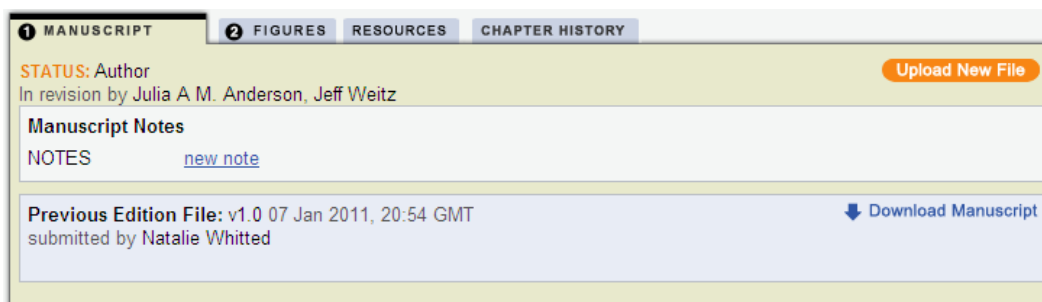 1 MANUSCRIPT 2 FIGURES RESOURCES CHAPTER HISTORY
STATUS: Author Upload New File
In revision by Julia A M. Anderson, Jeff Weitz
Manuscript Notes
NOTES new note
Previous Edition File: v1.0 07 Jan 2011, 20:54 GMT Download Manuscript
submitted by Natalie Whitted